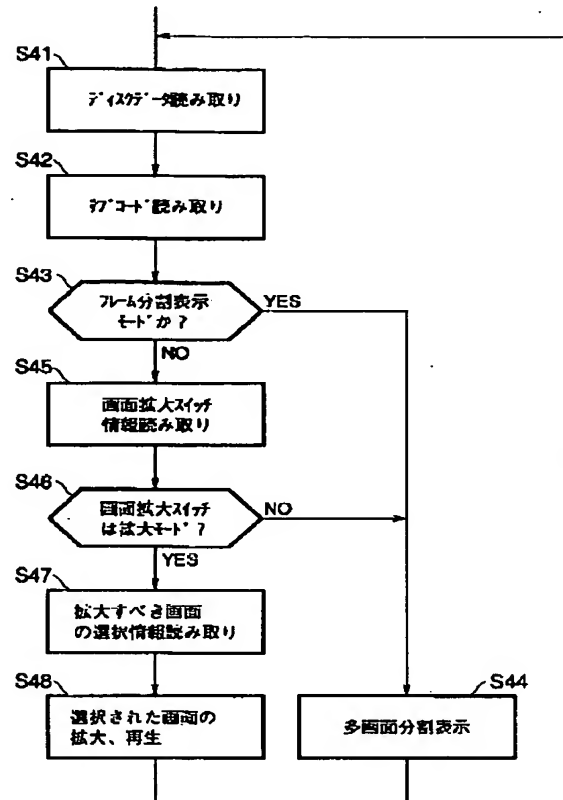 S41
ディスクデータ読み取り
S42
サブコード読み取り
S43
フレーム分割表示
モードか?
YES
NO
S45
画面拡大スイッチ
情報読み取り
S46
画面拡大スイッチ
は拡大モード?
NO
YES
S47
拡大すべき画面
の選択情報読み取り
S48
選択された画面の
拡大、再生
S44
多画面分割表示